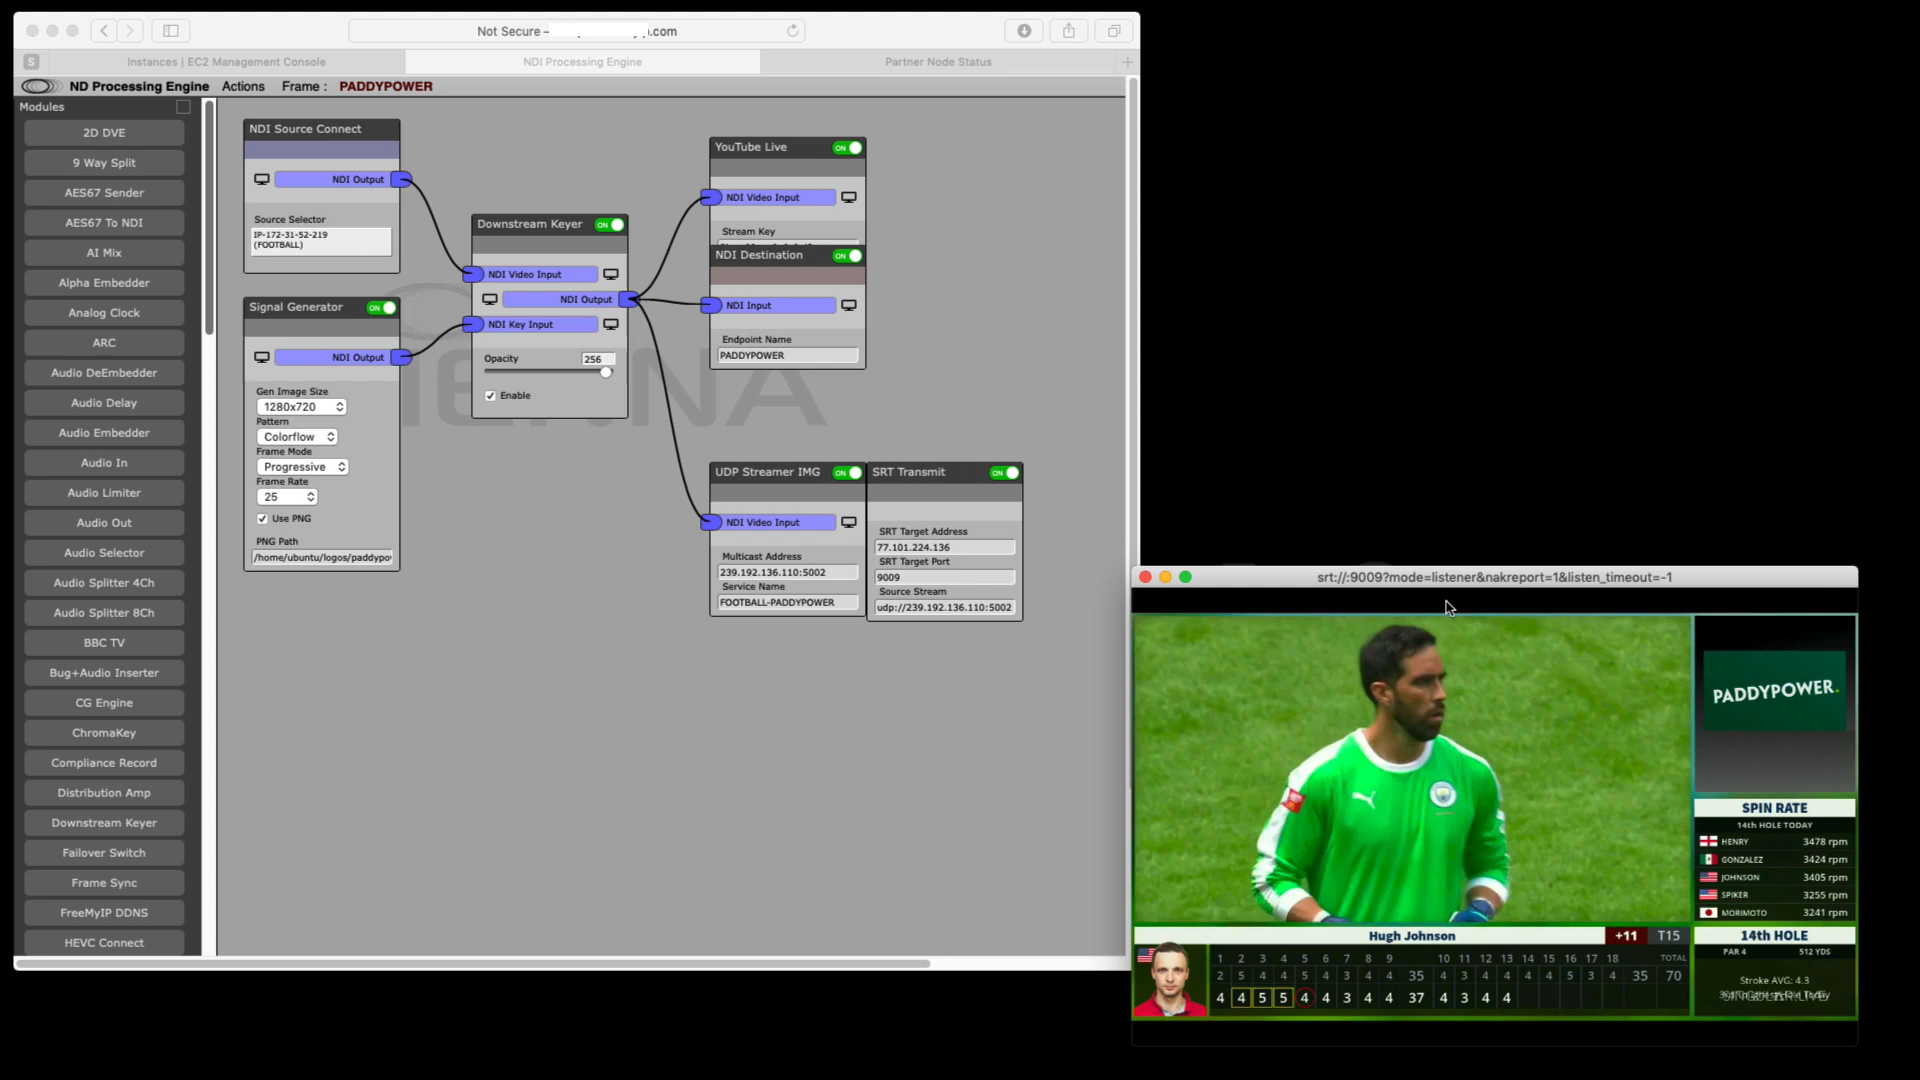 Not Secure –
.com
S
Instances | EC2 Management Console
NDI Processing Engine
Partner Node Status
ND Processing Engine
Actions
Frame :
PADDYPOWER
Modules
2D DVE
9 Way Split
AES67 Sender
AES67 To NDI
AI Mix
Alpha Embedder
Analog Clock
ARC
Audio DeEmbedder
Audio Delay
Audio Embedder
Audio In
Audio Limiter
Audio Out
Audio Selector
Audio Splitter 4Ch
Audio Splitter 8Ch
BBC TV
Bug+Audio Inserter
CG Engine
ChromaKey
Compliance Record
Distribution Amp
Downstream Keyer
Failover Switch
Frame Sync
FreeMyIP DDNS
HEVC Connect
NDI Source Connect
NDI Output
Source Selector
IP-172-31-52-219
(FOOTBALL)
Signal Generator
ON
NDI Output
Gen Image Size
1280x720
Pattern
Colorflow
Frame Mode
Progressive
Frame Rate
25
Use PNG
PNG Path
/home/ubuntu/logos/paddypo
Downstream Keyer
ON
NDI Video Input
NDI Output
NDI Key Input
Opacity
256
Enable
YouTube Live
ON
NDI Video Input
Stream Key
NDI Destination
ON
NDI Input
Endpoint Name
PADDYPOWER
UDP Streamer IMG
ON
NDI Video Input
Multicast Address
239.192.136.110:5002
Service Name
FOOTBALL-PADDYPOWER
SRT Transmit
ON
SRT Target Address
77.101.224.136
SRT Target Port
9009
Source Stream
udp://239.192.136.110:5002
srt://:9009?mode=listener&nakreport=1&listen_timeout=-1
PADDYPOWER.
SPIN RATE
14th HOLE TODAY
HENRY 3478 rpm
GONZALEZ 3424 rpm
JOHNSON 3405 rpm
SPIKER 3255 rpm
MORIMOTO 3241 rpm
Hugh Johnson +11 T15
1 2 3 4 5 6 7 8 9 10 11 12 13 14 15 16 17 18 TOTAL
2 5 4 4 5 4 3 4 4 35 4 3 4 4 4 4 5 3 4 35 70
4 4 5 5 4 4 3 4 4 37 4 3 4 4
14th HOLE
PAR 4 512 YDS
Stroke AVG: 4.3